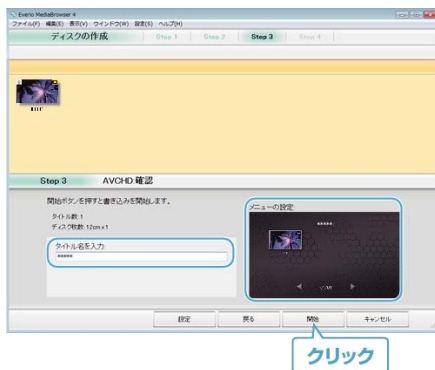 Everio MediaBrowser 4
ファイル(F) 編集(E) 表示(V) ウインドウ(W) 設定(S) ヘルプ(H)
ディスクの作成 Step 1 Step 2 Step 3 Step 4
Step 3 AVCHD:確認
開始ボタンを押すと書き込みを開始します。
タイトル数: 1
ディスク枚数: 12cm×1
タイトル名を入力:
*****
メニューの設定
*****
設定 戻る 開始 キャンセル
クリック